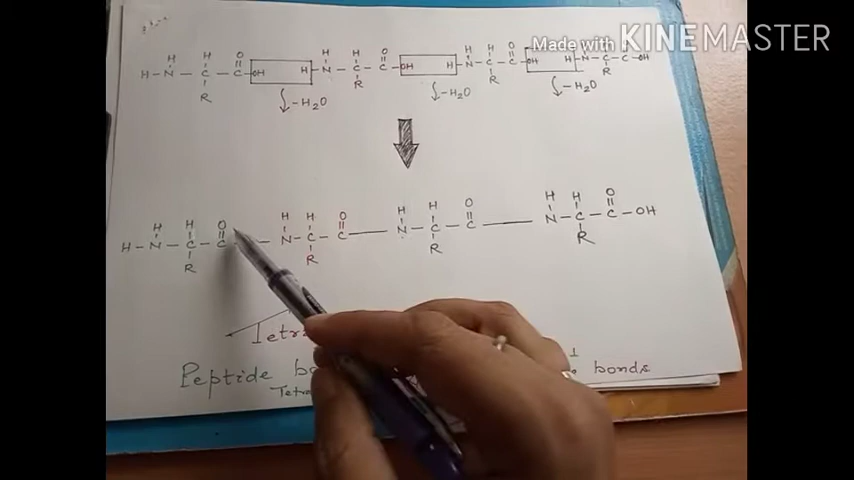 Made with KINEMASTER
H H O H H O H H O H H O
H-N-C-C-OH H-N-C-C-OH H-N-C-C-OH H-N-C-C-OH
R R R R
-H2O -H2O -H2O
H H O H H O H H O H H O
H-N-C-C — N-C-C — N-C-C — N-C-C-OH
R R R R
Peptide
bonds